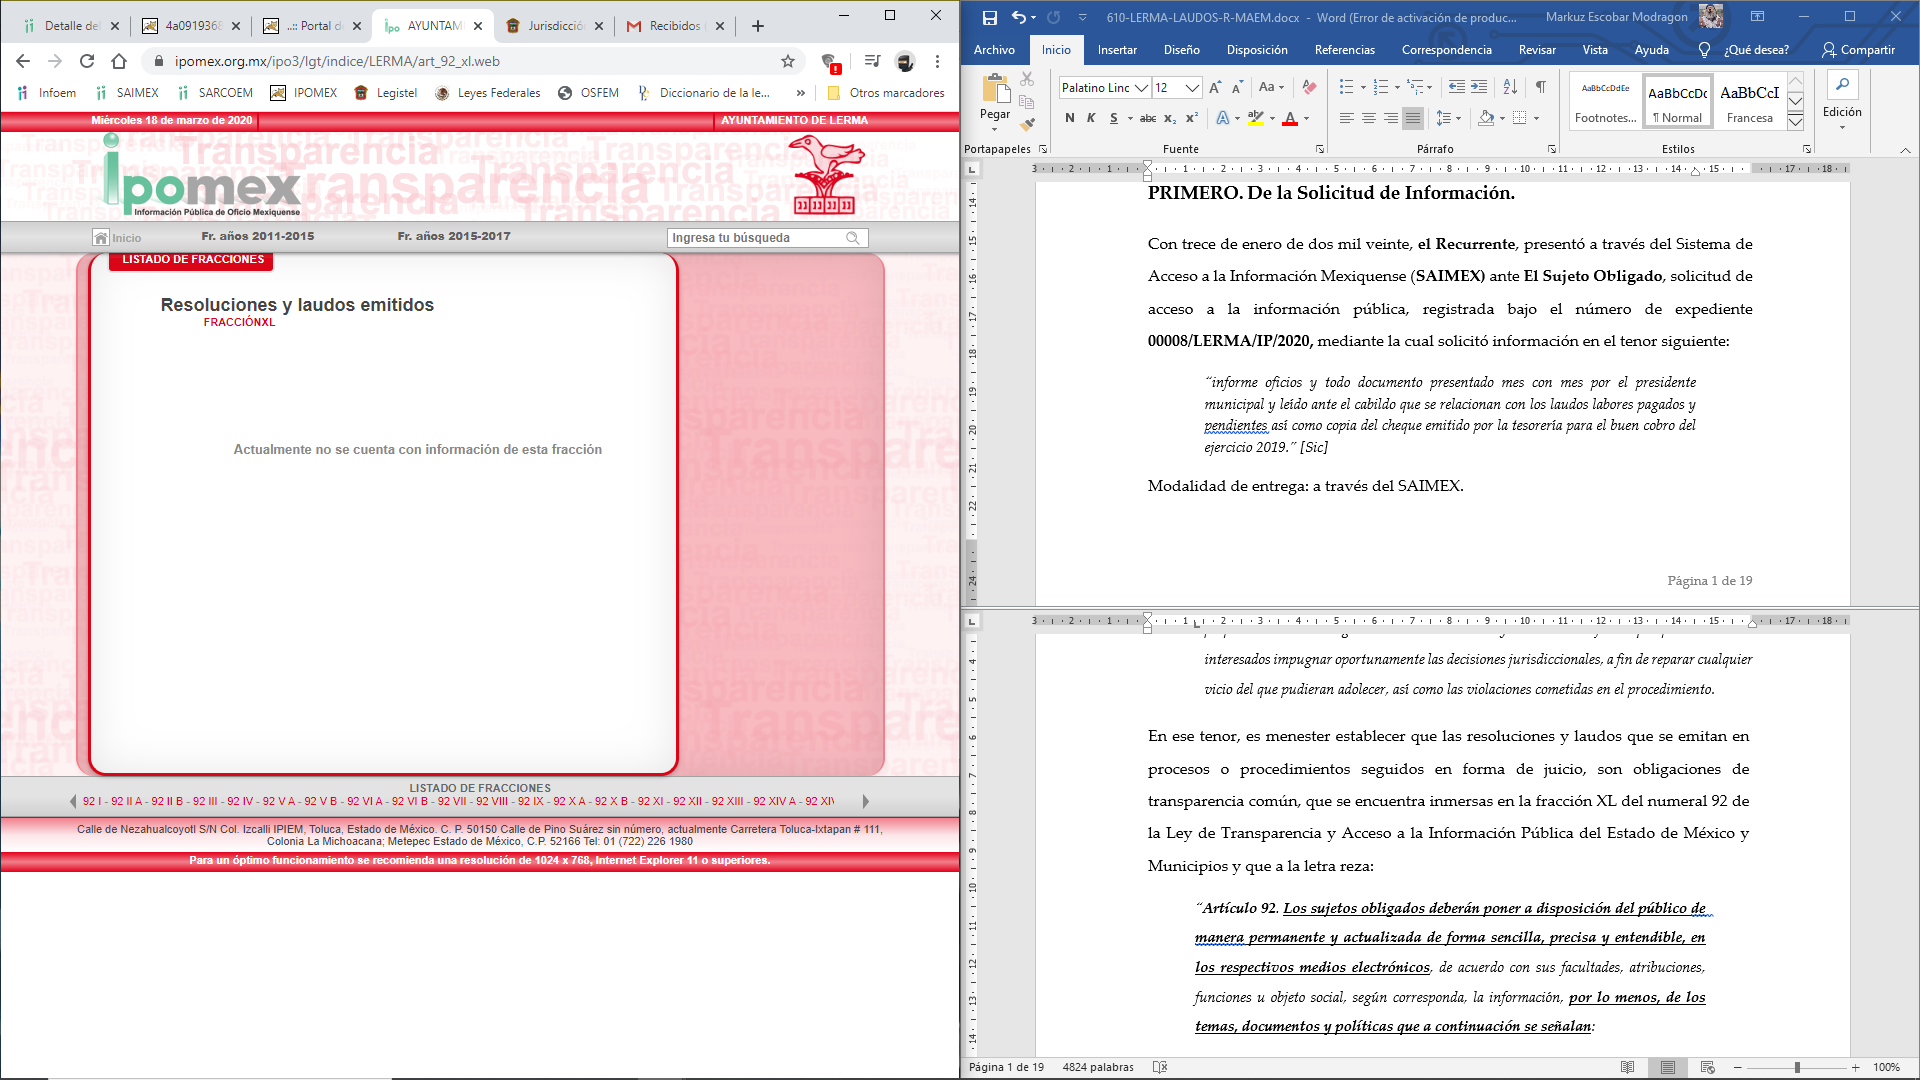 Detalle del
4a0919368
..:: Portal d
AYUNTAM
Jurisdicció
Recibidos
ipomex.org.mx/ipo3/lgt/indice/LERMA/art_92_xl.web
Infoem
SAIMEX
SARCOEM
IPOMEX
Legistel
Leyes Federales
OSFEM
Diccionario de la le...
»
Otros marcadores
Miércoles 18 de marzo de 2020
AYUNTAMIENTO DE LERMA
ipomex
Información Pública de Oficio Mexiquense
Transparencia
Inicio
Fr. años 2011-2015
Fr. años 2015-2017
Ingresa tu búsqueda
LISTADO DE FRACCIONES
Resoluciones y laudos emitidos
FRACCIÓNXL
Actualmente no se cuenta con información de esta fracción
LISTADO DE FRACCIONES
92 I - 92 II A - 92 II B - 92 III - 92 IV - 92 V A - 92 V B - 92 VI A - 92 VI B - 92 VII - 92 VIII - 92 IX - 92 X A - 92 X B - 92 XI - 92 XII - 92 XIII - 92 XIV A - 92 XIV
Calle de Nezahualcoyotl S/N Col. Izcalli IPIEM, Toluca, Estado de México. C. P. 50150 Calle de Pino Suárez sin número, actualmente Carretera Toluca-Ixtapan # 111,
Colonia La Michoacana; Metepec Estado de México, C.P. 52166 Tel: 01 (722) 226 1980
Para un óptimo funcionamiento se recomienda una resolución de 1024 x 768, Internet Explorer 11 o superiores.
610-LERMA-LAUDOS-R-MAEM.docx - Word (Error de activación de produc...
Markuz Escobar Modragon
Archivo Inicio Insertar Diseño Disposición Referencias Correspondencia Revisar Vista Ayuda ¿Qué desea? Compartir
Pegar
Palatino Linc 12
N K S abc x₂ x²
AaBbCcDdEe AaBbCcDc AaBbCcI
Footnotes... ¶ Normal Francesa
Edición
Portapapeles Fuente Párrafo Estilos
PRIMERO. De la Solicitud de Información.
Con trece de enero de dos mil veinte, el Recurrente, presentó a través del Sistema de
Acceso a la Información Mexiquense (SAIMEX) ante El Sujeto Obligado, solicitud de
acceso a la información pública, registrada bajo el número de expediente
00008/LERMA/IP/2020, mediante la cual solicitó información en el tenor siguiente:
“informe oficios y todo documento presentado mes con mes por el presidente
municipal y leído ante el cabildo que se relacionan con los laudos labores pagados y
pendientes así como copia del cheque emitido por la tesorería para el buen cobro del
ejercicio 2019.” [Sic]
Modalidad de entrega: a través del SAIMEX.
Página 1 de 19
interesados impugnar oportunamente las decisiones jurisdiccionales, a fin de reparar cualquier
vicio del que pudieran adolecer, así como las violaciones cometidas en el procedimiento.
En ese tenor, es menester establecer que las resoluciones y laudos que se emitan en
procesos o procedimientos seguidos en forma de juicio, son obligaciones de
transparencia común, que se encuentra inmersas en la fracción XL del numeral 92 de
la Ley de Transparencia y Acceso a la Información Pública del Estado de México y
Municipios y que a la letra reza:
“Artículo 92. Los sujetos obligados deberán poner a disposición del público de
manera permanente y actualizada de forma sencilla, precisa y entendible, en
los respectivos medios electrónicos, de acuerdo con sus facultades, atribuciones,
funciones u objeto social, según corresponda, la información, por lo menos, de los
temas, documentos y políticas que a continuación se señalan:
Página 1 de 19 4824 palabras
100%